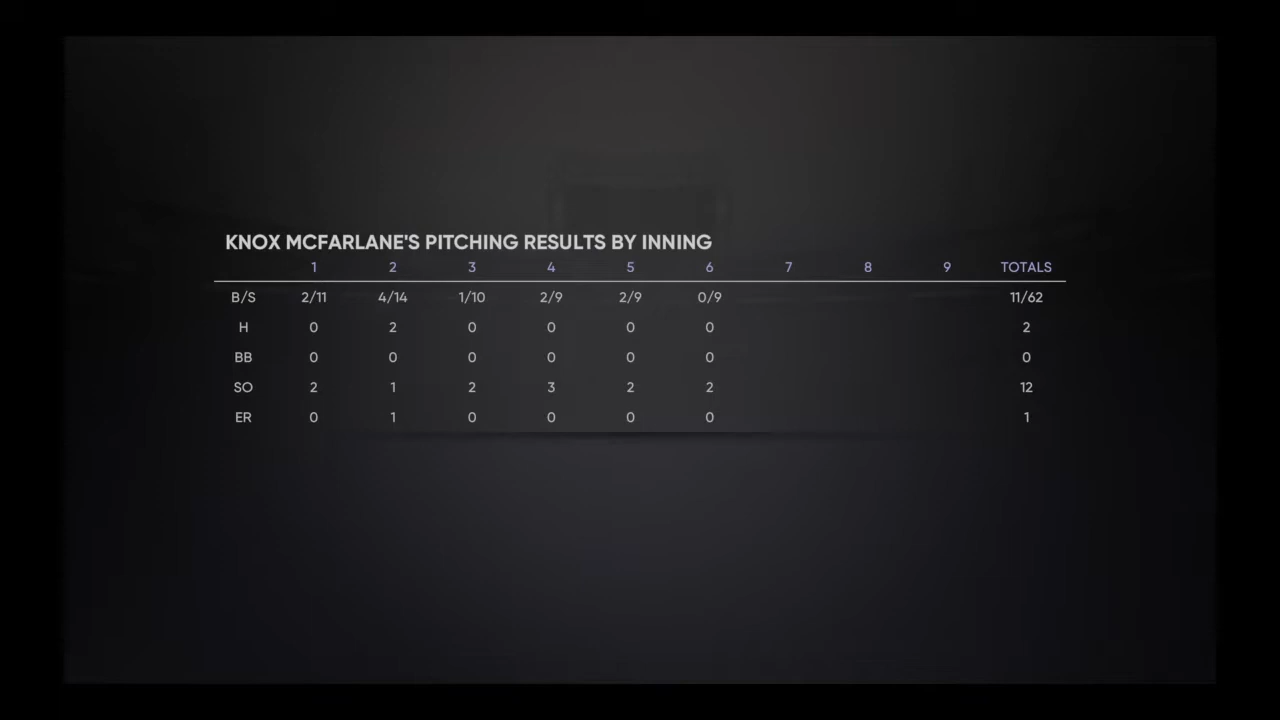 KNOX MCFARLANE'S PITCHING RESULTS BY INNING
1 2 3 4 5 6 7 8 9 TOTALS
B/S 2/11 4/14 1/10 2/9 2/9 0/9 11/62
H 0 2 0 0 0 0 2
BB 0 0 0 0 0 0 0
SO 2 1 2 3 2 2 12
ER 0 1 0 0 0 0 1